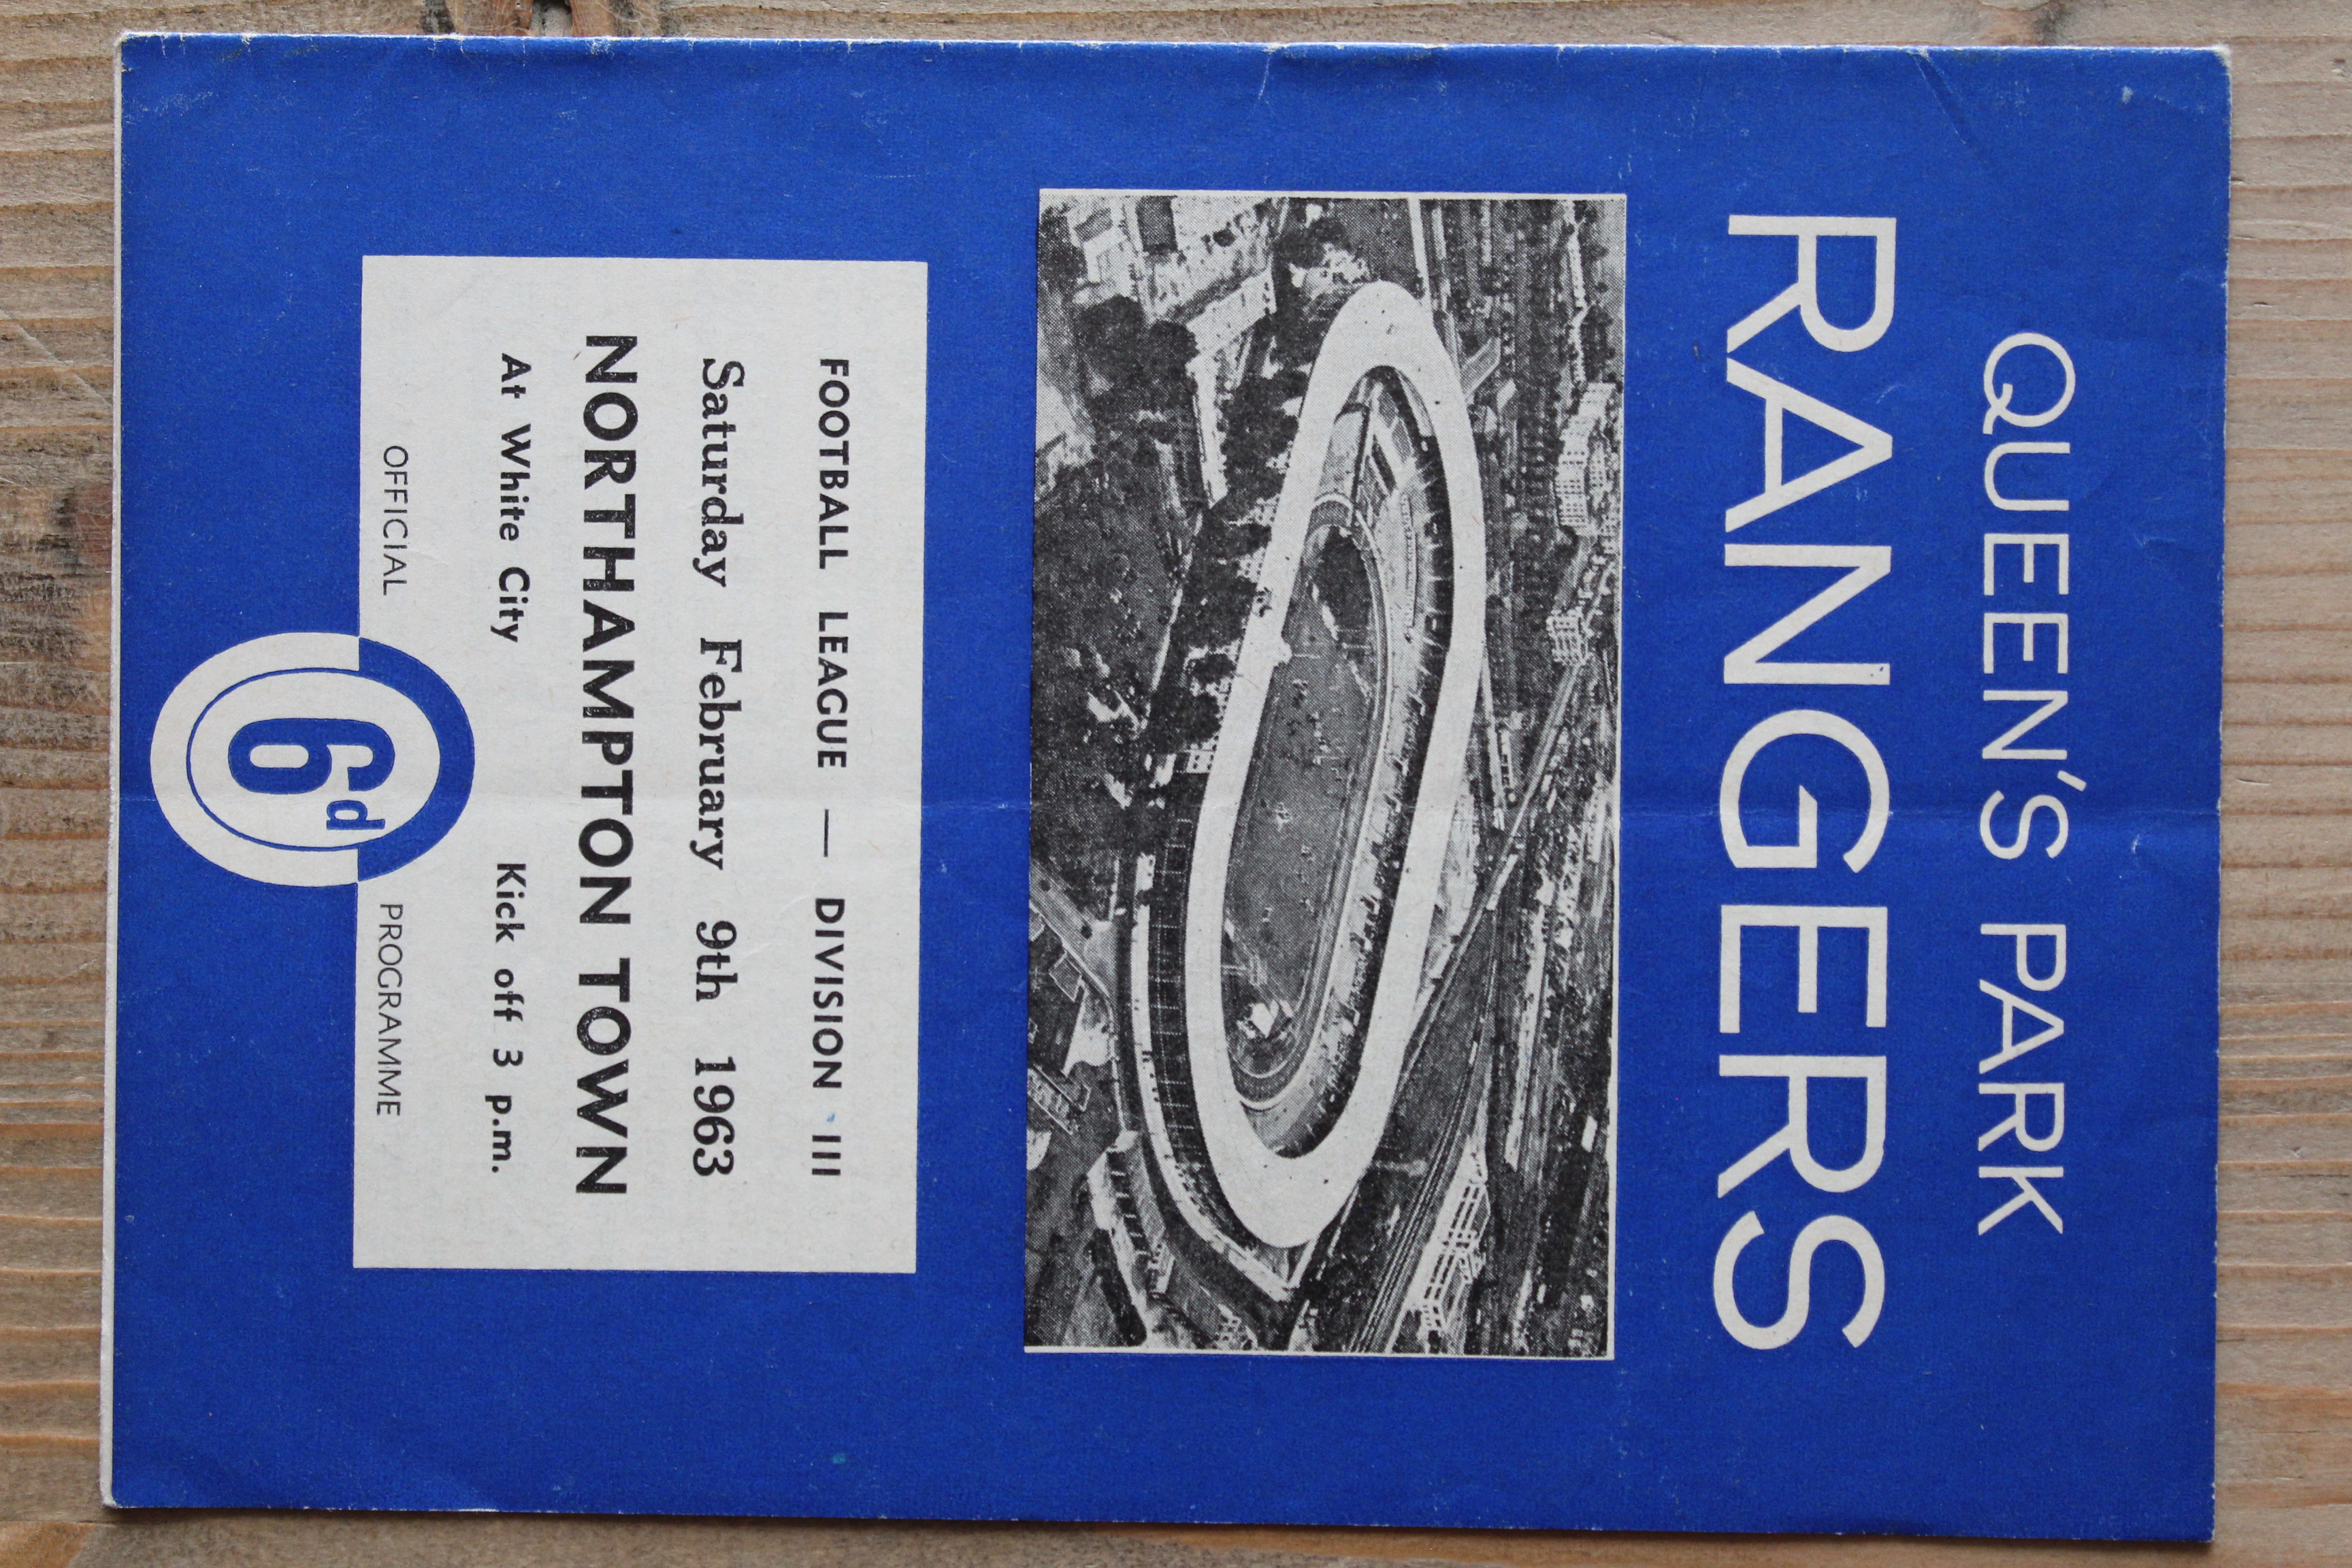 QUEEN'S PARK
RANGERS
FOOTBALL LEAGUE — DIVISION III
Saturday February 9th 1963
NORTHAMPTON TOWN
At White City Kick off 3 p.m.
OFFICIAL 6d PROGRAMME